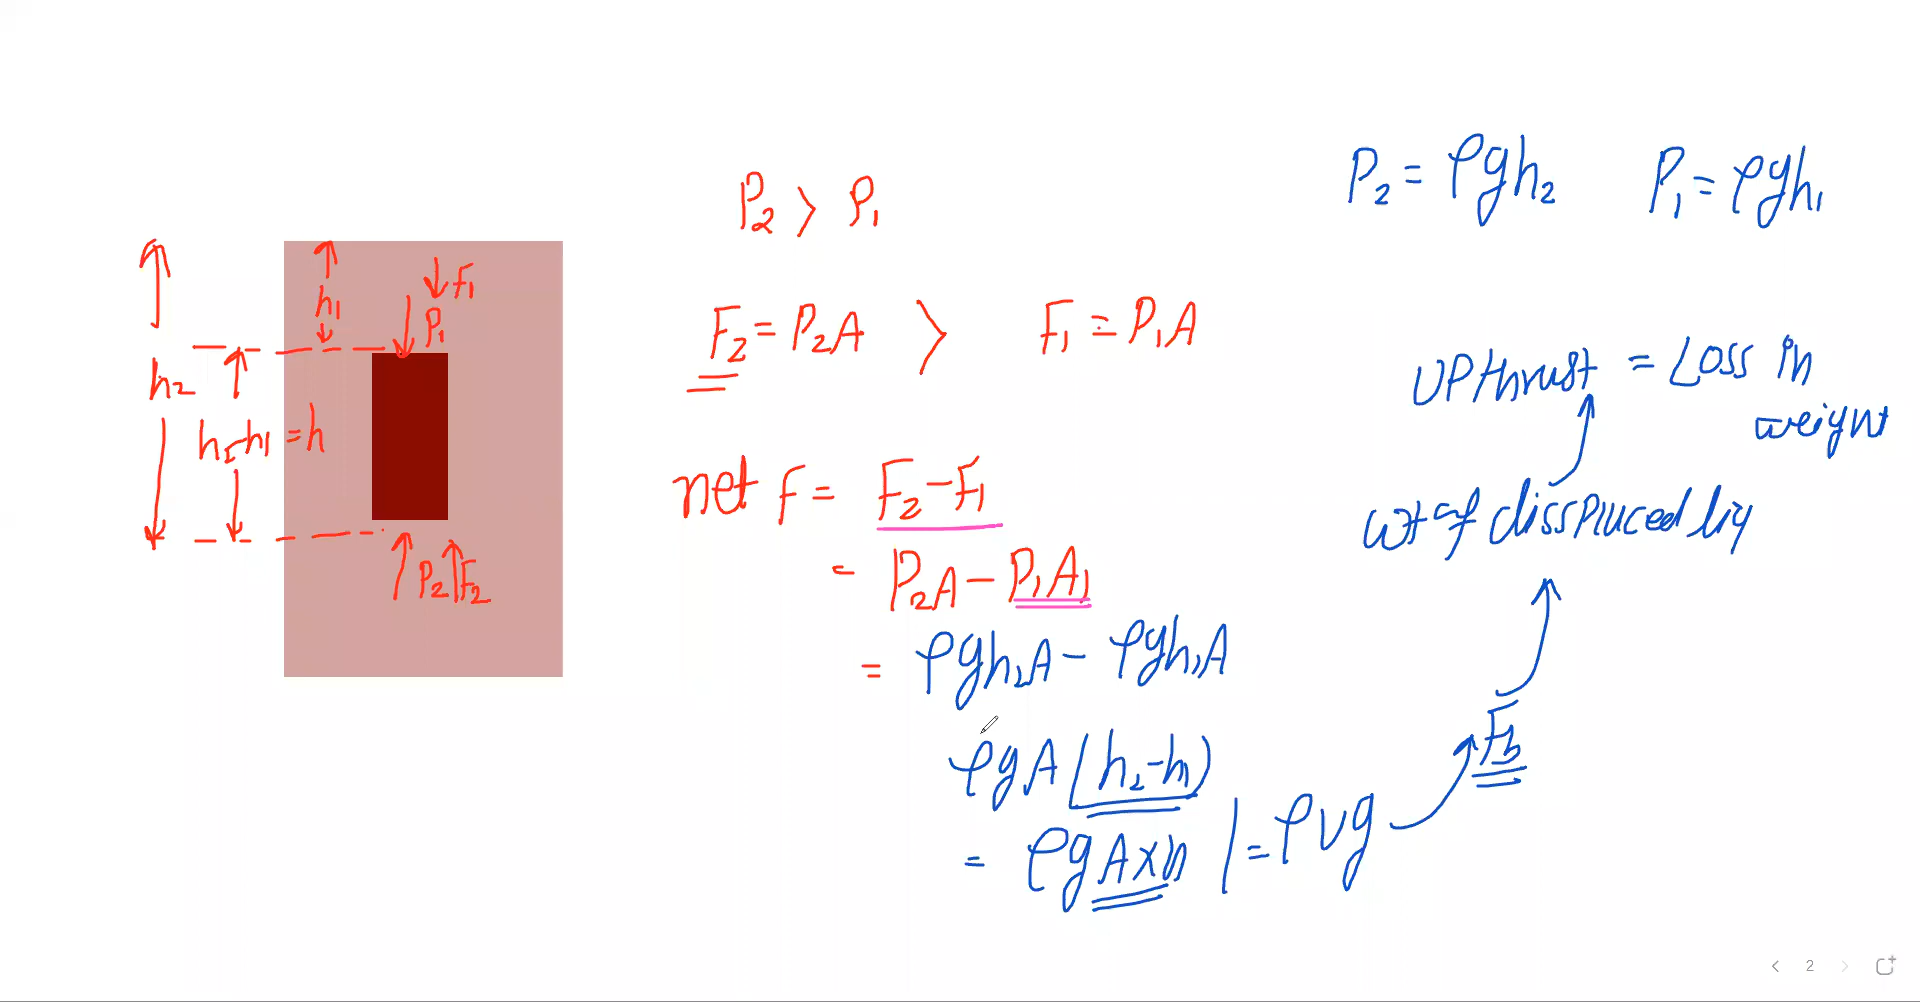 P₂ = ρgh₂ P₁ = ρgh₁
P₂ > P₁
F₂ = P₂A > F₁ = P₁A
h₁
F₁
P₁
h₂
h₂-h₁ = h
P₂ F₂
UPthrust = Loss in
weight
net F = F₂-F₁
wt of dissPluced liq
= P₂A - P₁A₁
= ρgh₂A - ρgh₁A
ρgA(h₂-h₁)
Fb
= ρgA×h | = ρvg
2